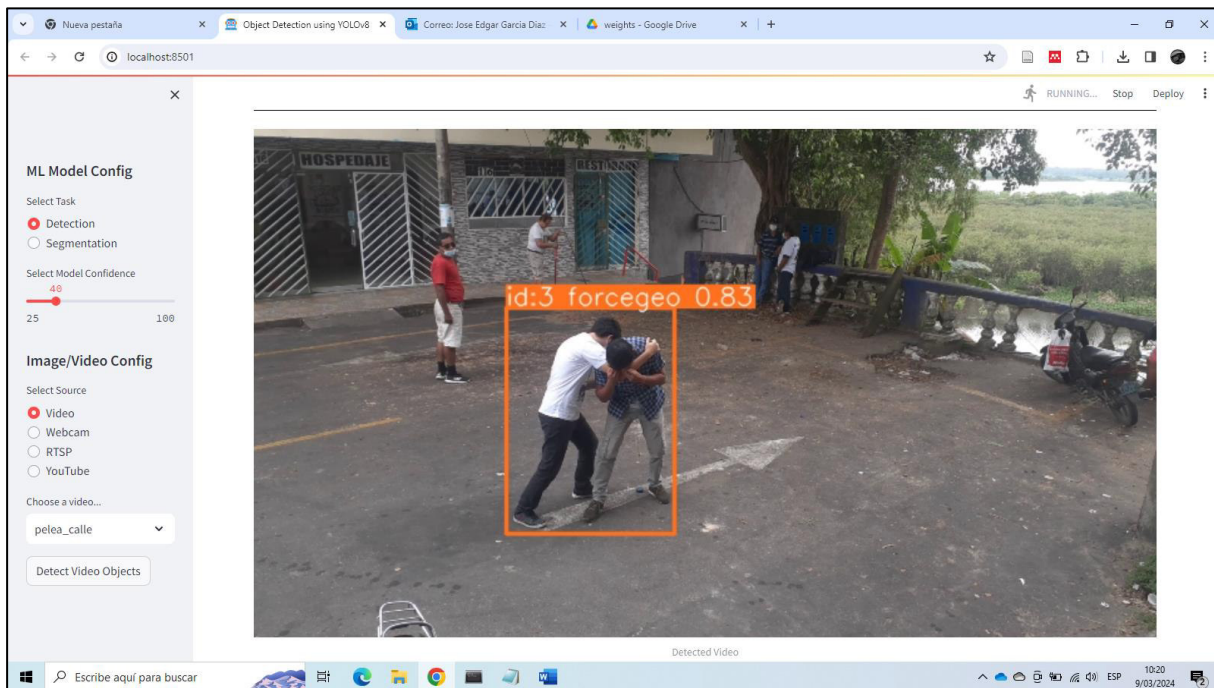 Nueva pestaña
Object Detection using YOLOv8
Correo: Jose Edgar Garcia Diaz
weights - Google Drive
localhost:8501
RUNNING...
Stop
Deploy
ML Model Config
Select Task
Detection
Segmentation
Select Model Confidence
40
25 100
Image/Video Config
Select Source
Video
Webcam
RTSP
YouTube
Choose a video...
pelea_calle
Detect Video Objects
HOSPEDAJE
id:3 forcegeo 0.83
Detected Video
Escribe aquí para buscar
ESP
10:20
9/03/2024
2